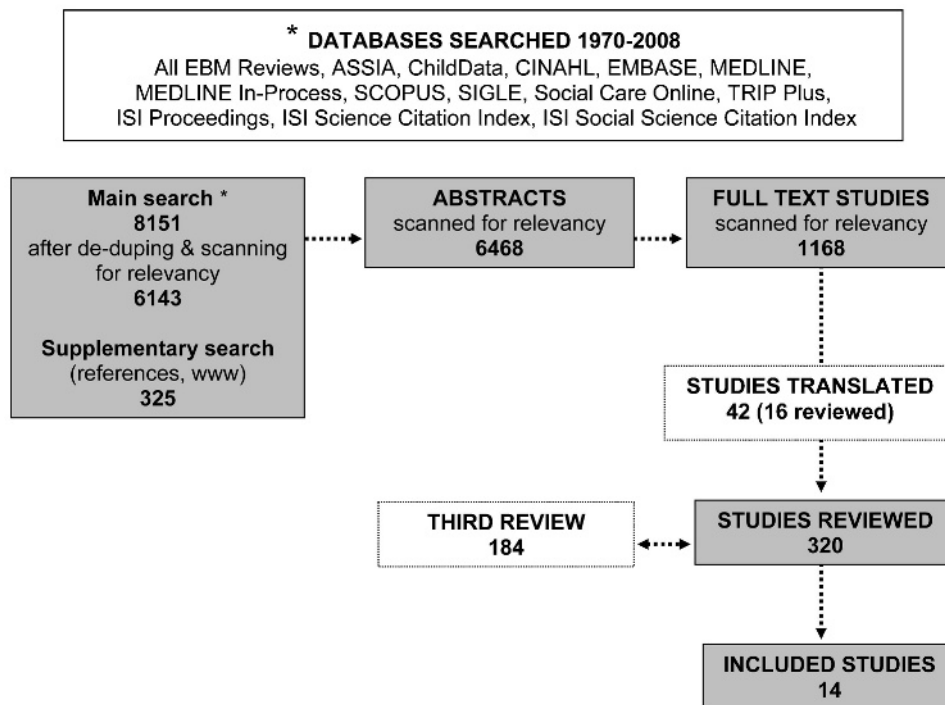 * DATABASES SEARCHED 1970-2008
All EBM Reviews, ASSIA, ChildData, CINAHL, EMBASE, MEDLINE,
MEDLINE In-Process, SCOPUS, SIGLE, Social Care Online, TRIP Plus,
ISI Proceedings, ISI Science Citation Index, ISI Social Science Citation Index
Main search *
8151
after de-duping & scanning
for relevancy
6143
Supplementary search
(references, www)
325
ABSTRACTS
scanned for relevancy
6468
FULL TEXT STUDIES
scanned for relevancy
1168
STUDIES TRANSLATED
42 (16 reviewed)
THIRD REVIEW
184
STUDIES REVIEWED
320
INCLUDED STUDIES
14